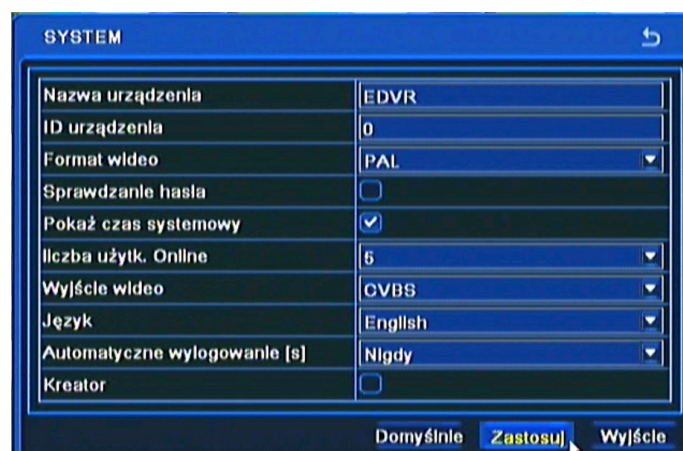 SYSTEM
Nazwa urządzenia EDVR
ID urządzenia 0
Format wideo PAL
Sprawdzanie hasla
Pokaż czas systemowy
liczba użytk. Online 5
Wyjście wideo CVBS
Język English
Automatyczne wylogowanie [s] Nigdy
Kreator
Domyślnie Zastosuj Wyjście